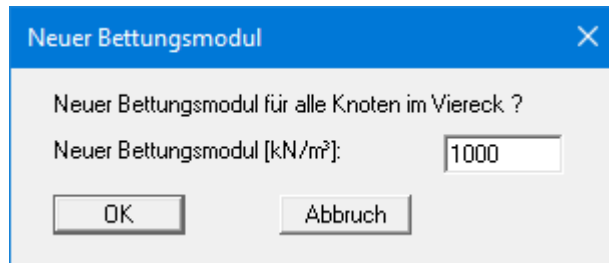 Neuer Bettungsmodul
Neuer Bettungsmodul für alle Knoten im Viereck ?
Neuer Bettungsmodul [kN/m³]: 1000
OK Abbruch